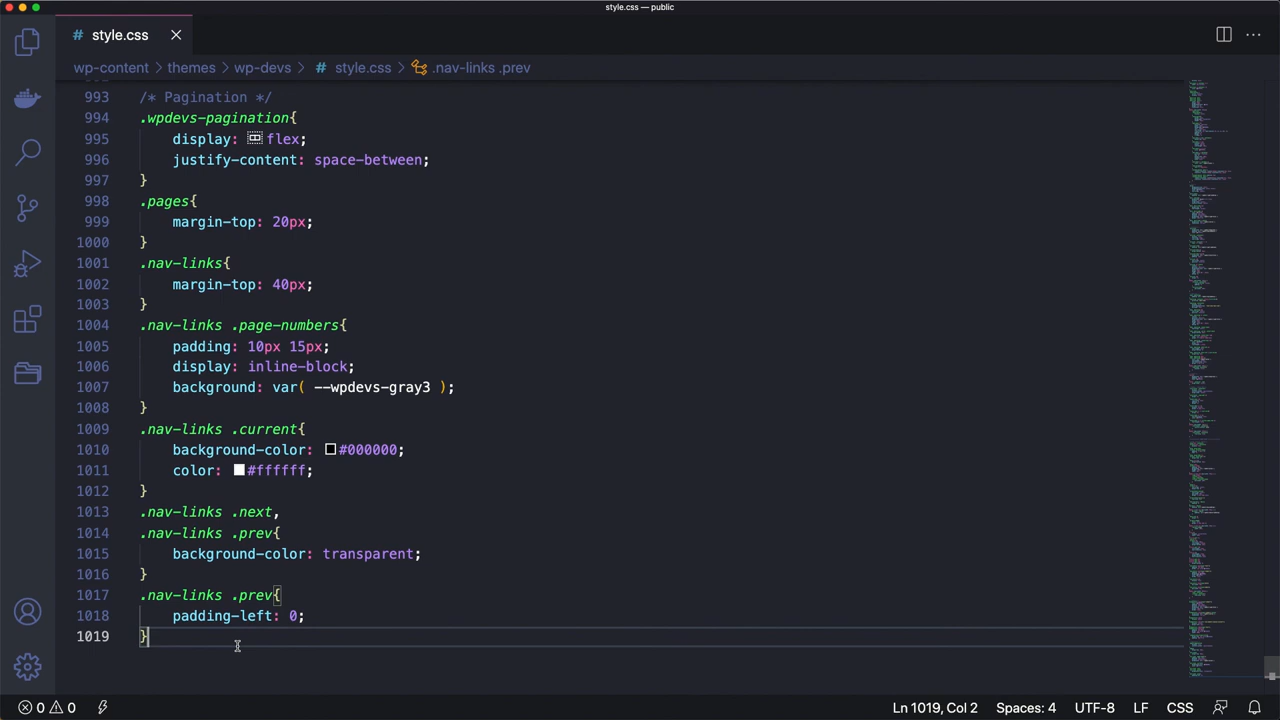 style.css — public
# style.css
wp-content > themes > wp-devs > # style.css > .nav-links .prev
993 /* Pagination */
994 .wpdevs-pagination{
995 display: flex;
996 justify-content: space-between;
997 }
998 .pages{
999 margin-top: 20px;
1000 }
1001 .nav-links{
1002 margin-top: 40px;
1003 }
1004 .nav-links .page-numbers{
1005 padding: 10px 15px;
1006 display: inline-block;
1007 background: var( --wpdevs-gray3 );
1008 }
1009 .nav-links .current{
1010 background-color: #000000;
1011 color: #ffffff;
1012 }
1013 .nav-links .next,
1014 .nav-links .prev{
1015 background-color: transparent;
1016 }
1017 .nav-links .prev{
1018 padding-left: 0;
1019 }
0 0 Ln 1019, Col 2 Spaces: 4 UTF-8 LF CSS